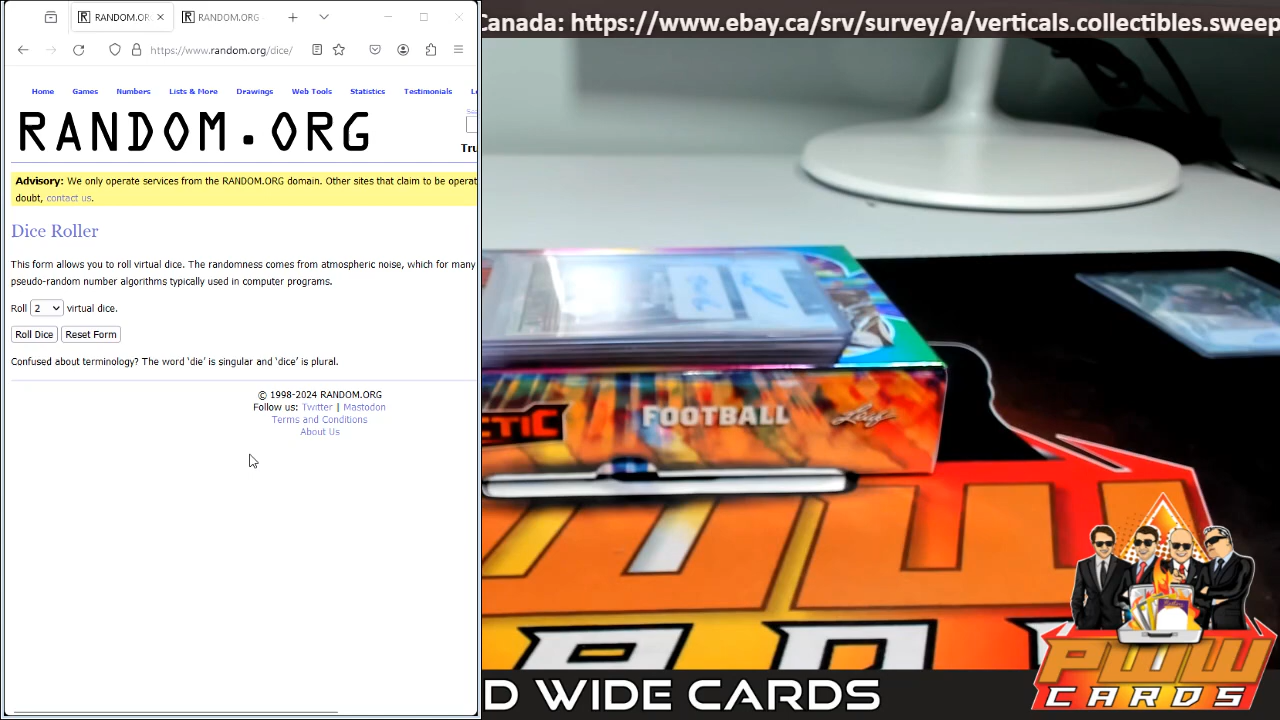 RANDOM.OR
RANDOM.ORG
https://www.random.org/dice/
Home Games Numbers Lists & More Drawings Web Tools Statistics Testimonials
RANDOM.ORG
Advisory: We only operate services from the RANDOM.ORG domain. Other sites that claim to be operat
doubt, contact us.
Dice Roller
This form allows you to roll virtual dice. The randomness comes from atmospheric noise, which for many
pseudo-random number algorithms typically used in computer programs.
Roll 2 virtual dice.
Roll Dice Reset Form
Confused about terminology? The word ‘die’ is singular and ‘dice’ is plural.
© 1998-2024 RANDOM.ORG
Follow us: Twitter | Mastodon
Terms and Conditions
About Us
Canada: https://www.ebay.ca/srv/survey/a/verticals.collectibles.sweep
CTIC FOOTBALL Leaf
PWW
CARDS
D WIDE CARDS